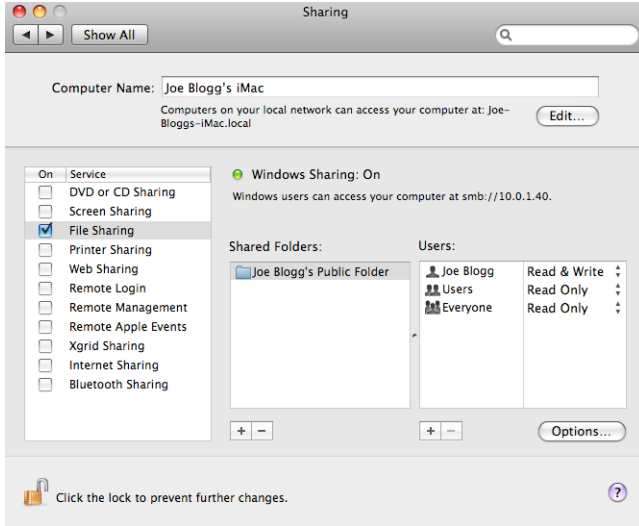 Sharing
Show All
Computer Name: Joe Blogg's iMac
Computers on your local network can access your computer at: Joe-
Bloggs-iMac.local
Edit...
On Service
DVD or CD Sharing
Screen Sharing
File Sharing
Printer Sharing
Web Sharing
Remote Login
Remote Management
Remote Apple Events
Xgrid Sharing
Internet Sharing
Bluetooth Sharing
Windows Sharing: On
Windows users can access your computer at smb://10.0.1.40.
Shared Folders:
Joe Blogg's Public Folder
Users:
Joe Blogg Read & Write
Users Read Only
Everyone Read Only
+ −
+ −
Options...
Click the lock to prevent further changes.
?